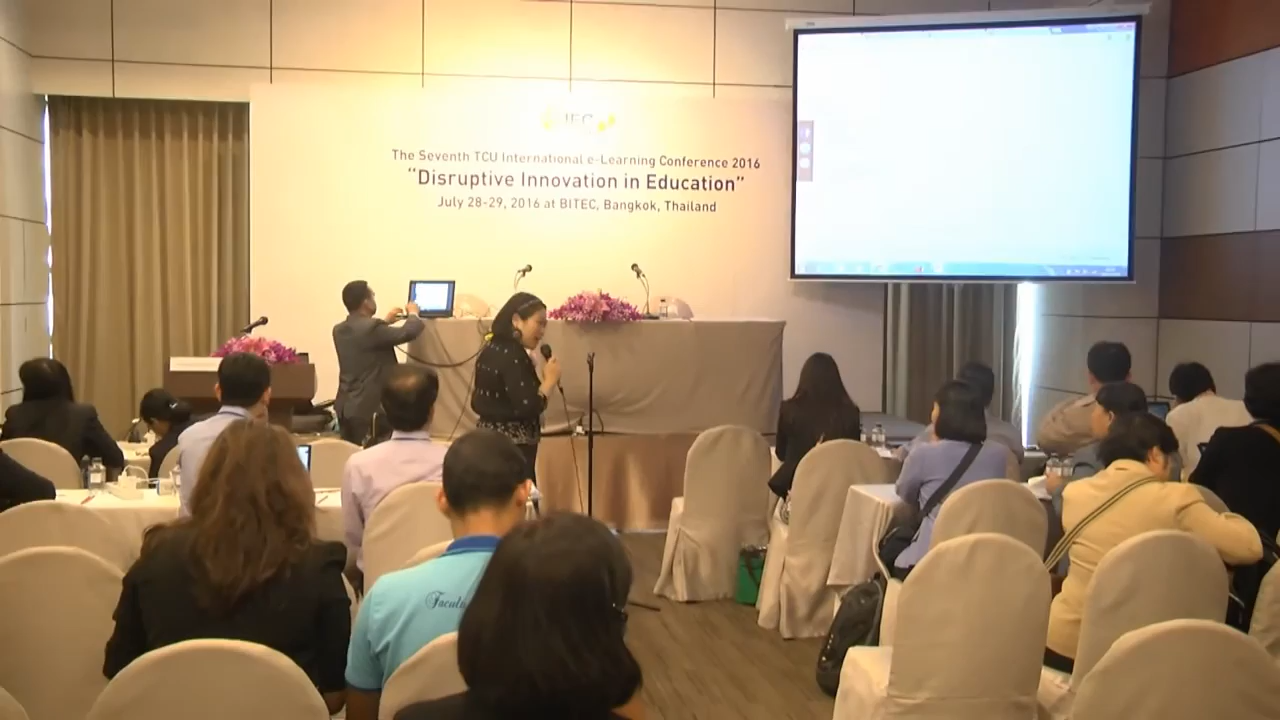 IEC
The Seventh TCU International e-Learning Conference 2016
"Disruptive Innovation in Education"
July 28-29, 2016 at BITEC, Bangkok, Thailand